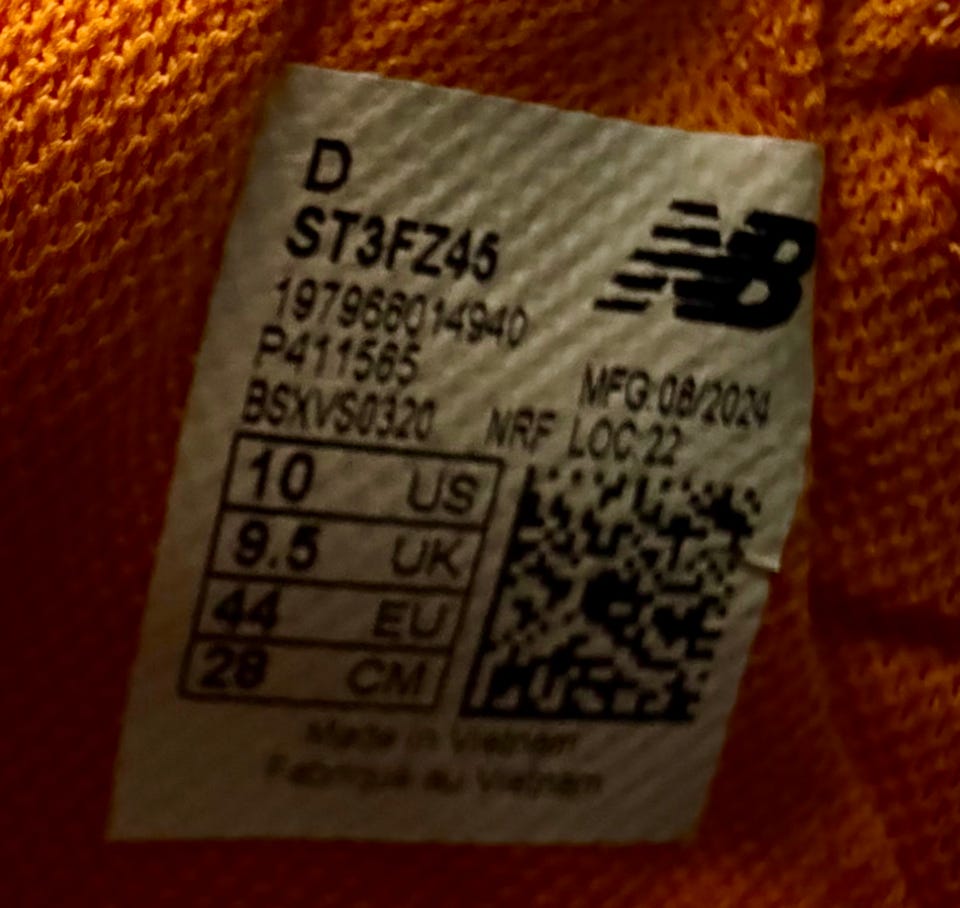 D
ST3FZ45
NB
197966014940
P411565
MFG:08/2024
BSXVS0320 NRF LOC:22
10 US
9.5 UK
44 EU
28 CM
Made in Vietnam
Fabriqué au Vietnam